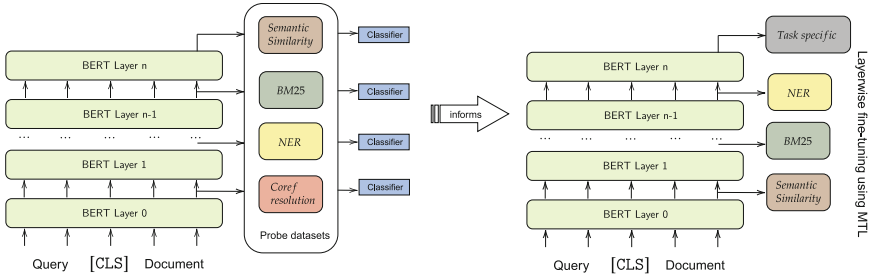 Semantic
Similarity
Classifier
BERT Layer n
BM25
Classifier
BERT Layer n-1
... ... ... ... ...
NER
Classifier
BERT Layer 1
Coref
resolution
Classifier
BERT Layer 0
Probe datasets
Query [CLS] Document
informs
Task specific
BERT Layer n
NER
BERT Layer n-1
... ... ... ... ...
BM25
BERT Layer 1
Semantic
Similarity
BERT Layer 0
Query [CLS] Document
Layerwise fine-tuning using MTL